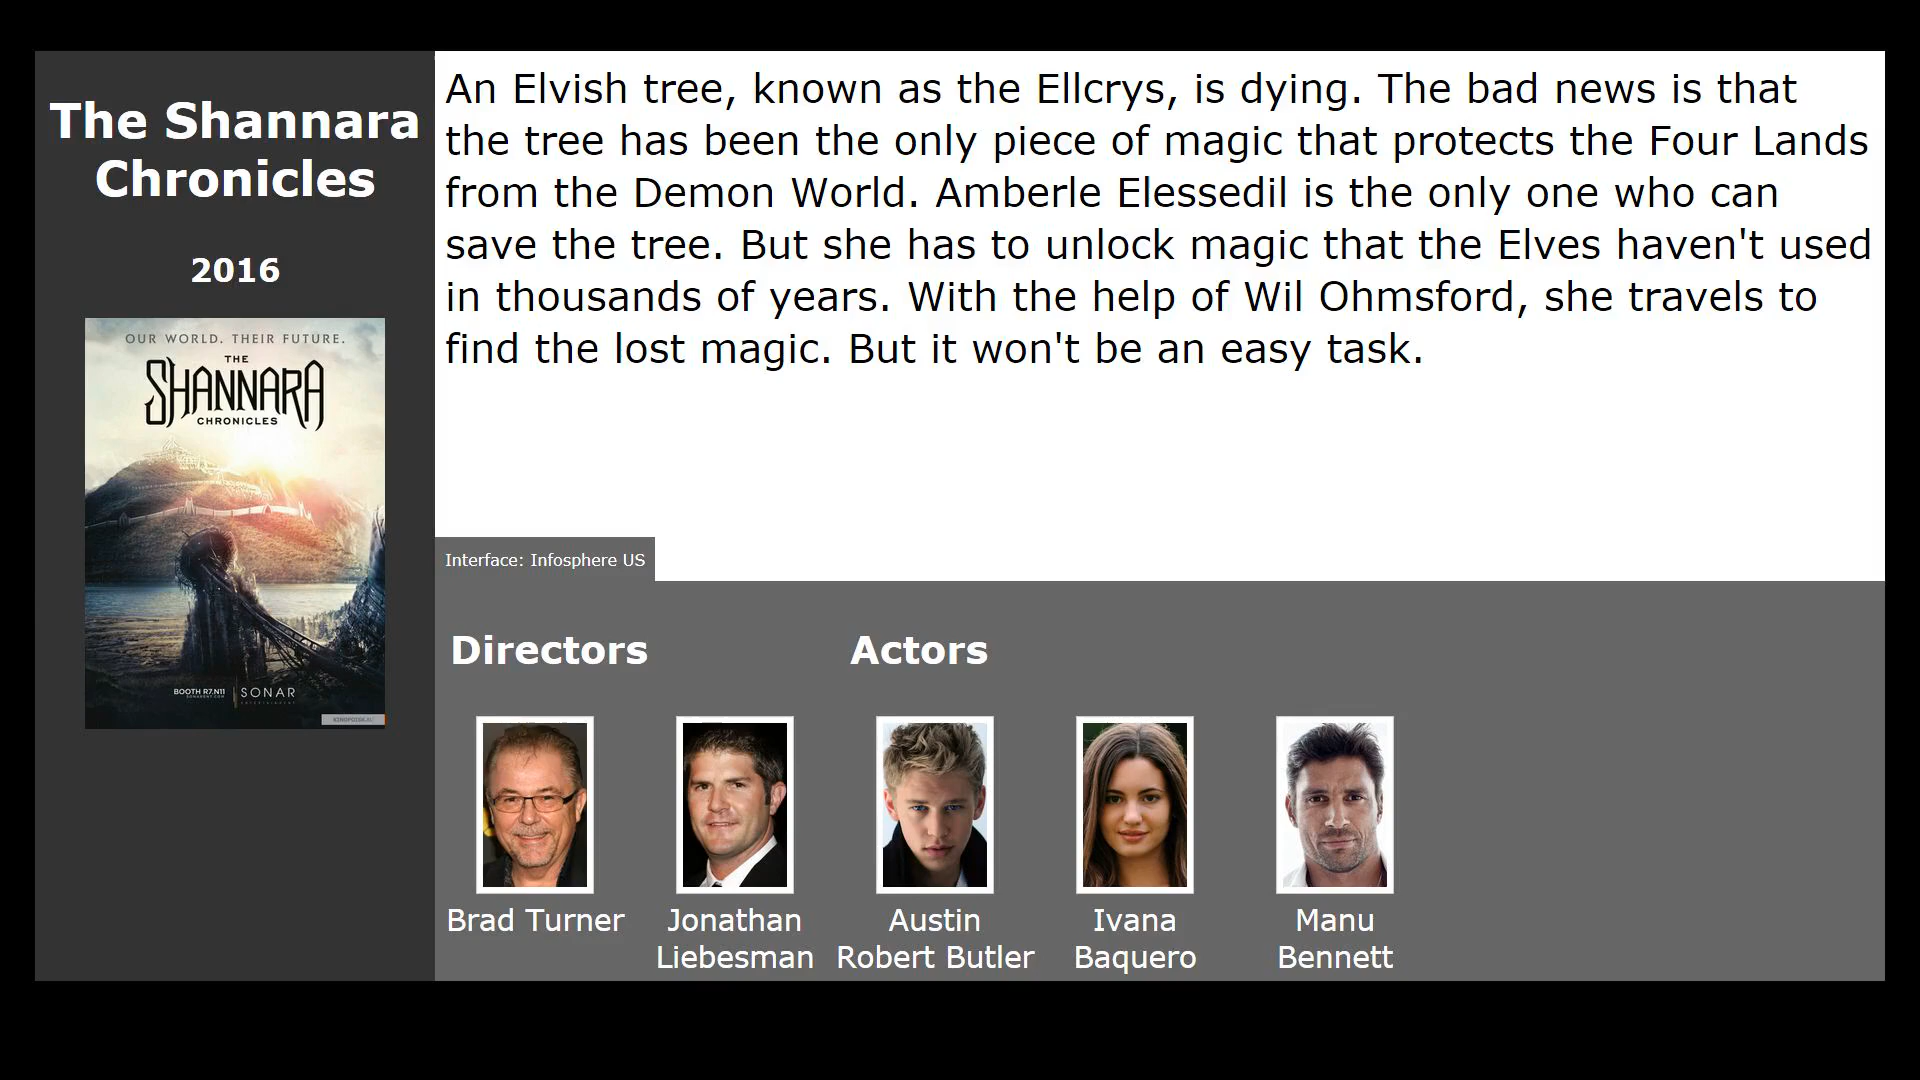 The Shannara
Chronicles
2016
OUR WORLD. THEIR FUTURE.
THE
SHANNARA
CHRONICLES
BOOTH R7.N11
SONAR
An Elvish tree, known as the Ellcrys, is dying. The bad news is that
the tree has been the only piece of magic that protects the Four Lands
from the Demon World. Amberle Elessedil is the only one who can
save the tree. But she has to unlock magic that the Elves haven't used
in thousands of years. With the help of Wil Ohmsford, she travels to
find the lost magic. But it won't be an easy task.
Interface: Infosphere US
Directors
Actors
Brad Turner
Jonathan
Liebesman
Austin
Robert Butler
Ivana
Baquero
Manu
Bennett